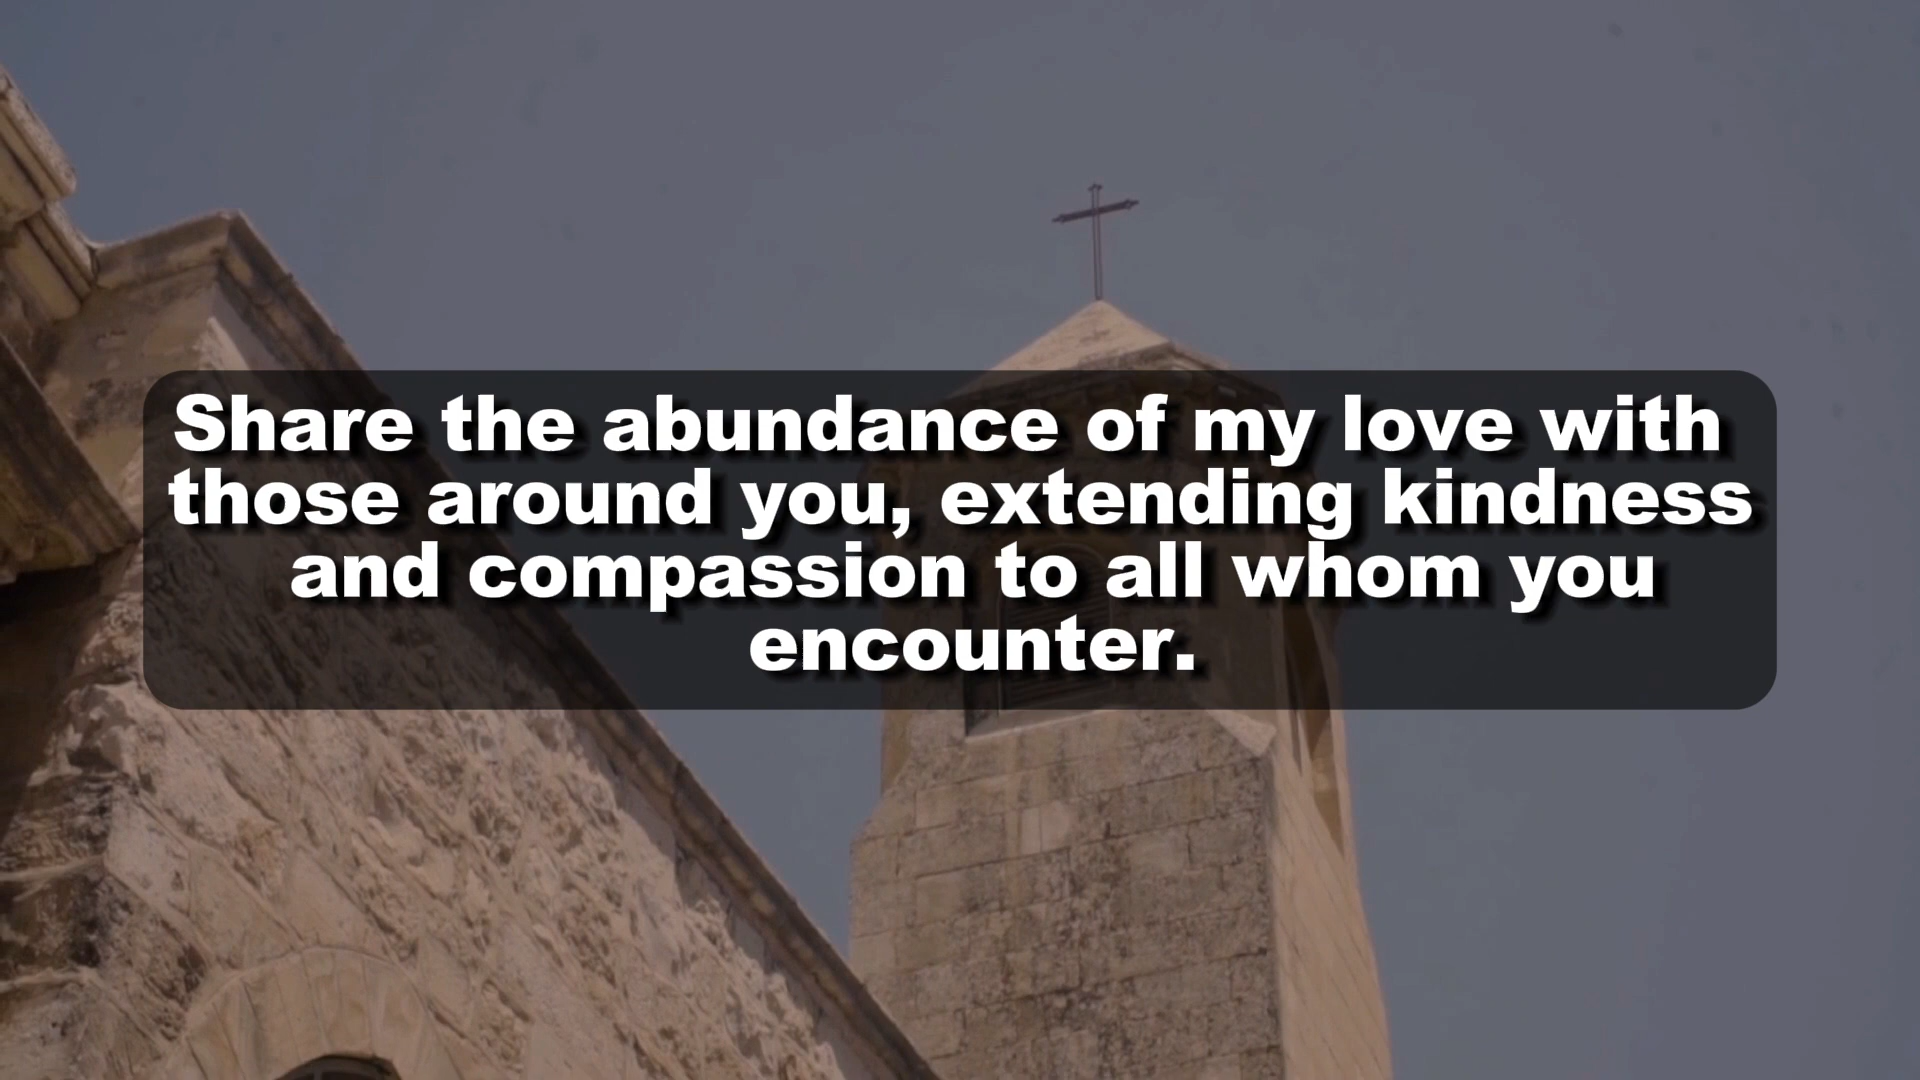 Share the abundance of my love with
those around you, extending kindness
and compassion to all whom you
encounter.